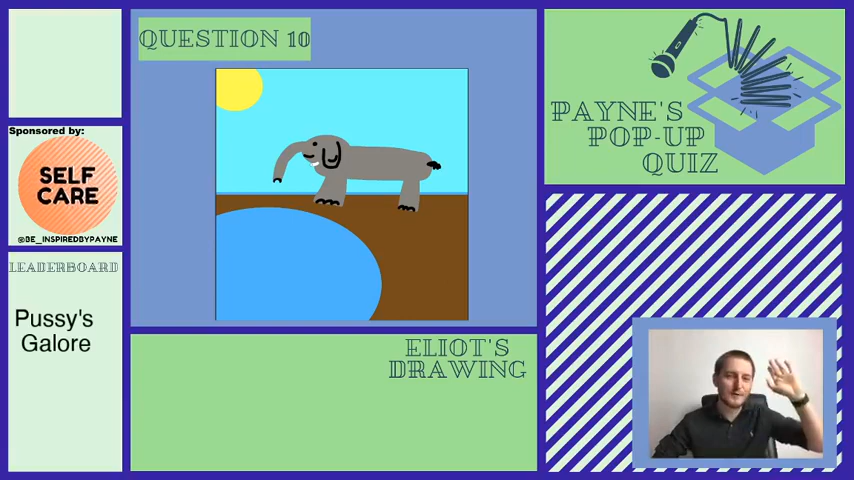 QUESTION 10
Sponsored by:
SELF
CARE
@BE_INSPIREDBYPAYNE
LEADERBOARD
Pussy's
Galore
ELIOT'S
DRAWING
PAYNE'S
POP-UP
QUIZ